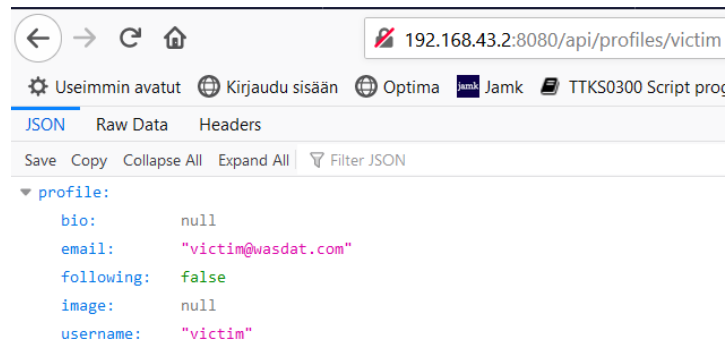 192.168.43.2:8080/api/profiles/victim
Useimmin avatut Kirjaudu sisään Optima jamk Jamk TTKS0300 Script prog
JSON Raw Data Headers
Save Copy Collapse All Expand All Filter JSON
profile:
bio: null
email: "victim@wasdat.com"
following: false
image: null
username: "victim"